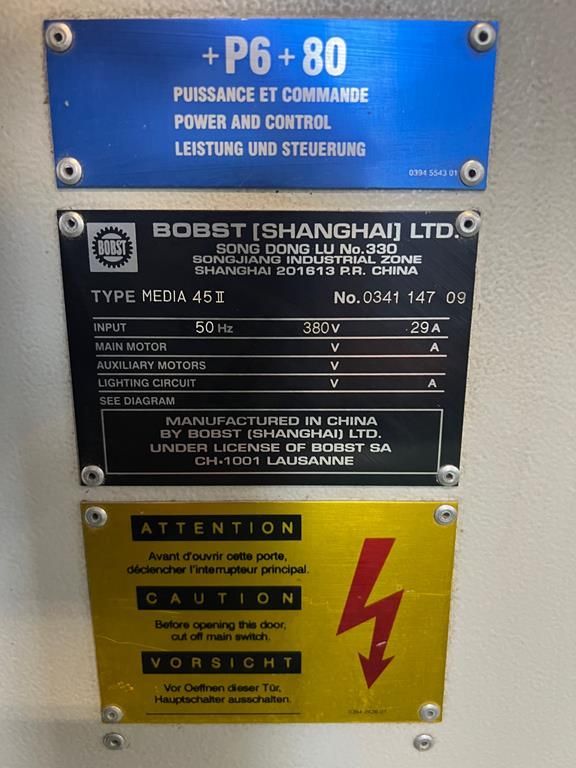 +P6+80
PUISSANCE ET COMMANDE
POWER AND CONTROL
LEISTUNG UND STEUERUNG
0394 5543 01
BOBST
BOBST [SHANGHAI] LTD.
SONG DONG LU No.330
SONGJIANG INDUSTRIAL ZONE
SHANGHAI 201613 P.R. CHINA
TYPE MEDIA 45 II No. 0341 147 09
INPUT 50 Hz 380 V 29 A
MAIN MOTOR V A
AUXILIARY MOTORS V
LIGHTING CIRCUIT V A
SEE DIAGRAM
MANUFACTURED IN CHINA
BY BOBST (SHANGHAI) LTD.
UNDER LICENSE OF BOBST SA
CH-1001 LAUSANNE
ATTENTION
Avant d'ouvrir cette porte,
déclencher l'interrupteur principal.
CAUTION
Before opening this door,
cut off main switch.
VORSICHT
Vor Oeffnen dieser Tür,
Hauptschalter ausschalten.